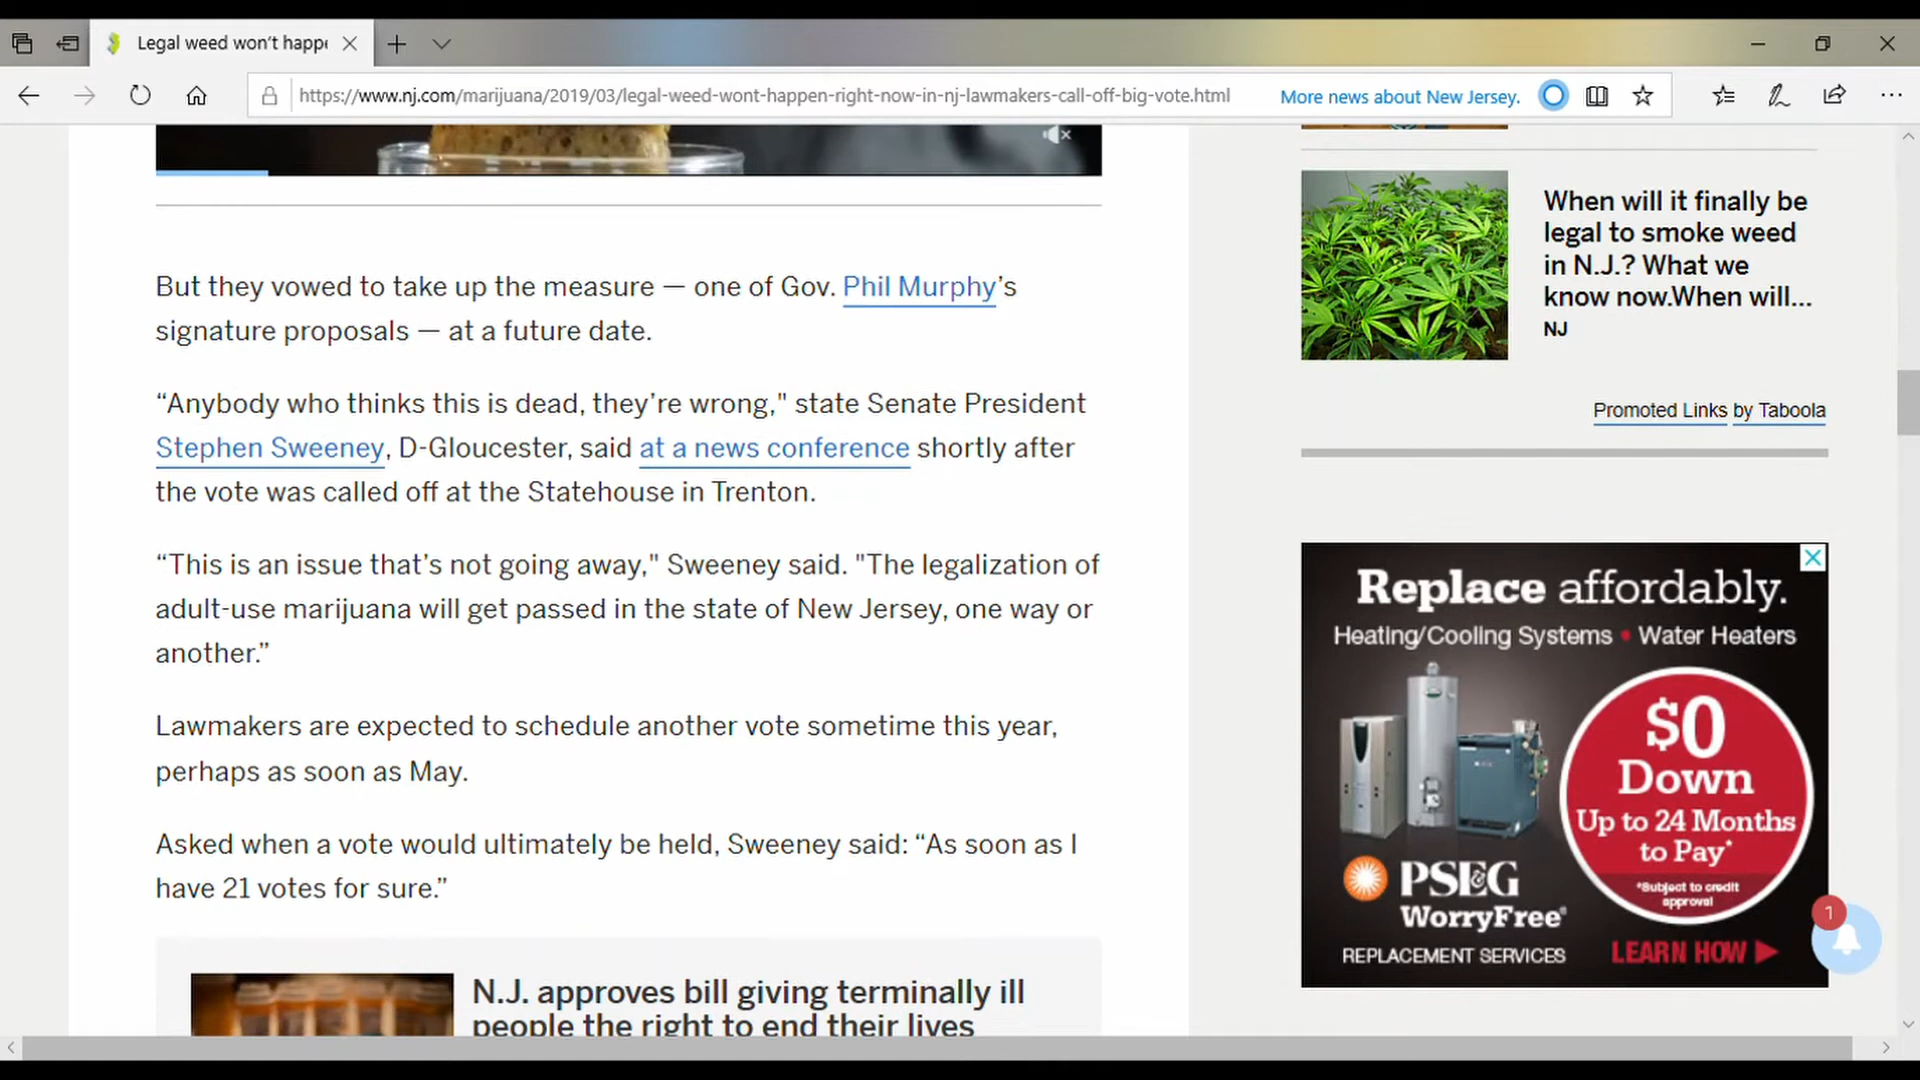 Legal weed won't happe
https://www.nj.com/marijuana/2019/03/legal-weed-wont-happen-right-now-in-nj-lawmakers-call-off-big-vote.html
More news about New Jersey.
But they vowed to take up the measure — one of Gov. Phil Murphy’s
signature proposals — at a future date.
“Anybody who thinks this is dead, they’re wrong," state Senate President
Stephen Sweeney, D-Gloucester, said at a news conference shortly after
the vote was called off at the Statehouse in Trenton.
“This is an issue that’s not going away," Sweeney said. "The legalization of
adult-use marijuana will get passed in the state of New Jersey, one way or
another.”
Lawmakers are expected to schedule another vote sometime this year,
perhaps as soon as May.
Asked when a vote would ultimately be held, Sweeney said: “As soon as I
have 21 votes for sure.”
N.J. approves bill giving terminally ill
people the right to end their lives
When will it finally be
legal to smoke weed
in N.J.? What we
know now.When will...
NJ
Promoted Links by Taboola
Replace affordably.
Heating/Cooling Systems • Water Heaters
$0
Down
Up to 24 Months
to Pay*
*Subject to credit
approval
PSEG
WorryFree®
REPLACEMENT SERVICES
LEARN HOW
1